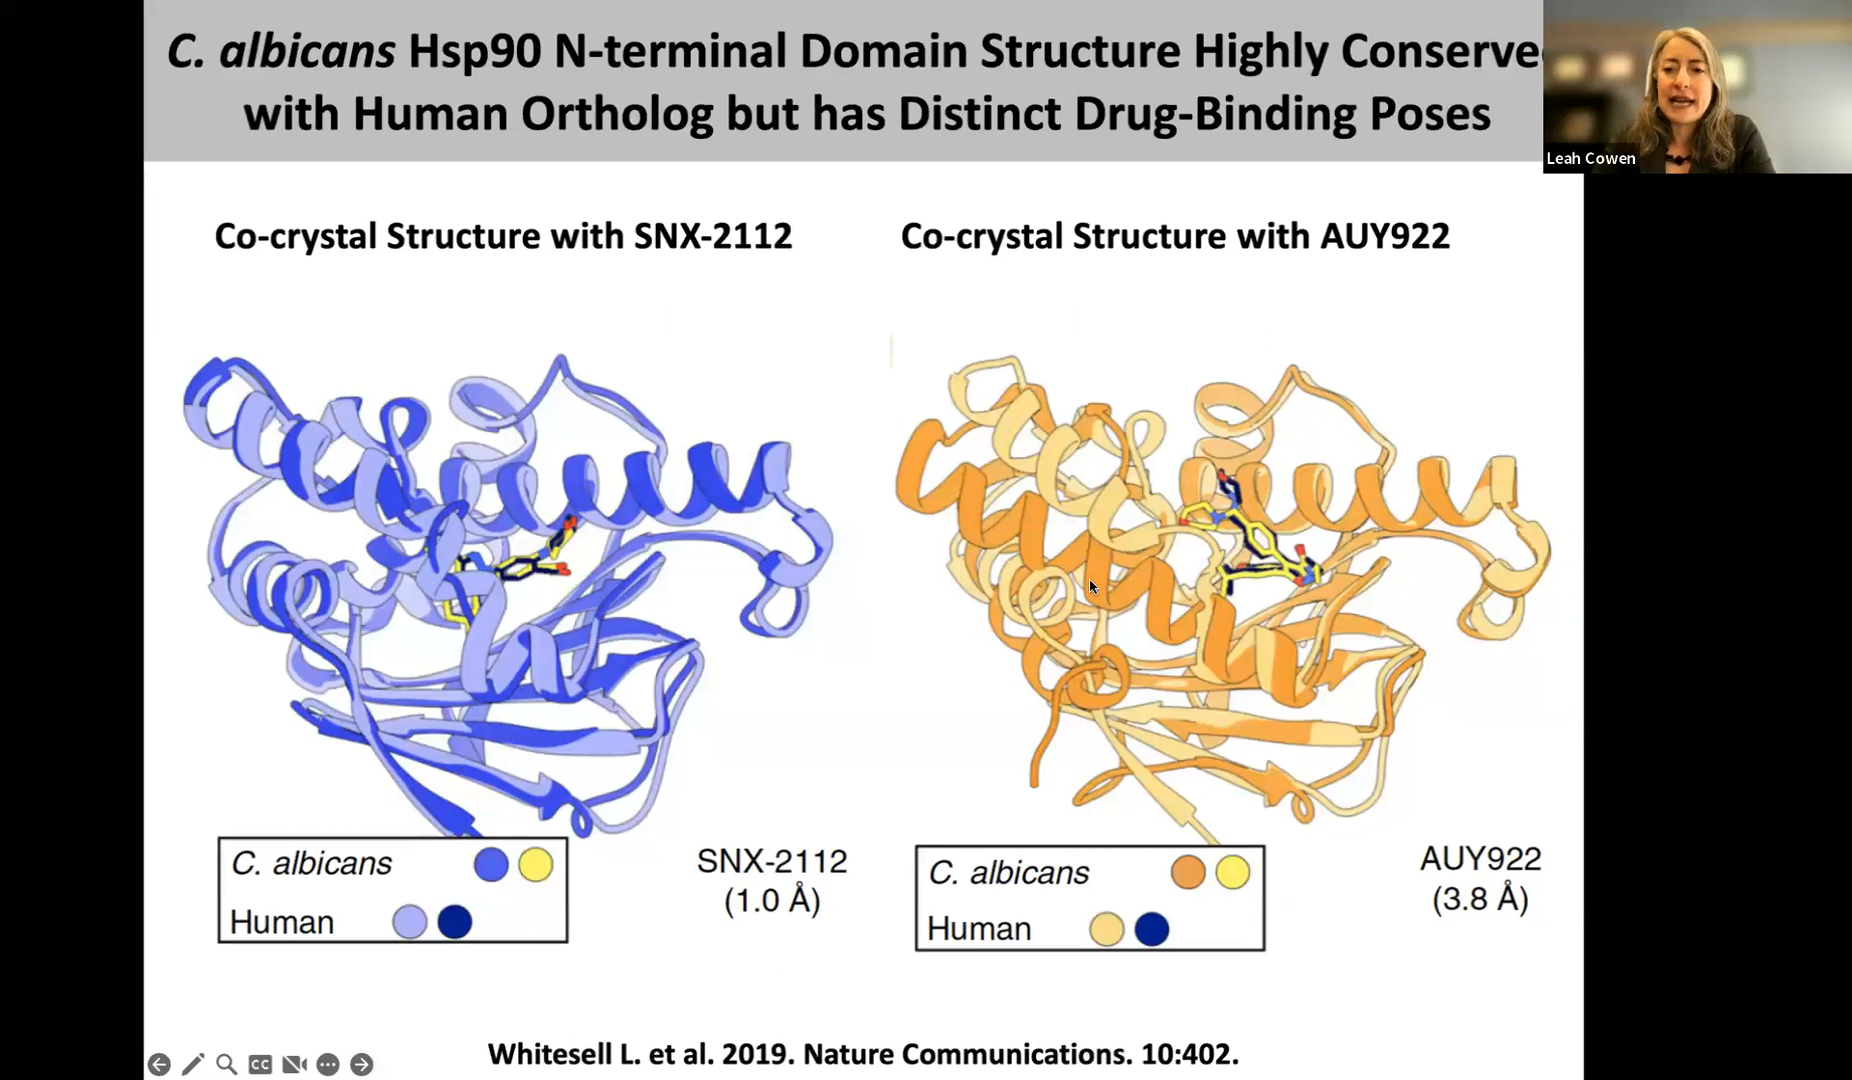 C. albicans Hsp90 N-terminal Domain Structure Highly Conserve
with Human Ortholog but has Distinct Drug-Binding Poses
Leah Cowen
Co-crystal Structure with SNX-2112
Co-crystal Structure with AUY922
C. albicans
Human
SNX-2112
(1.0 Å)
C. albicans
Human
AUY922
(3.8 Å)
CC
Whitesell L. et al. 2019. Nature Communications. 10:402.